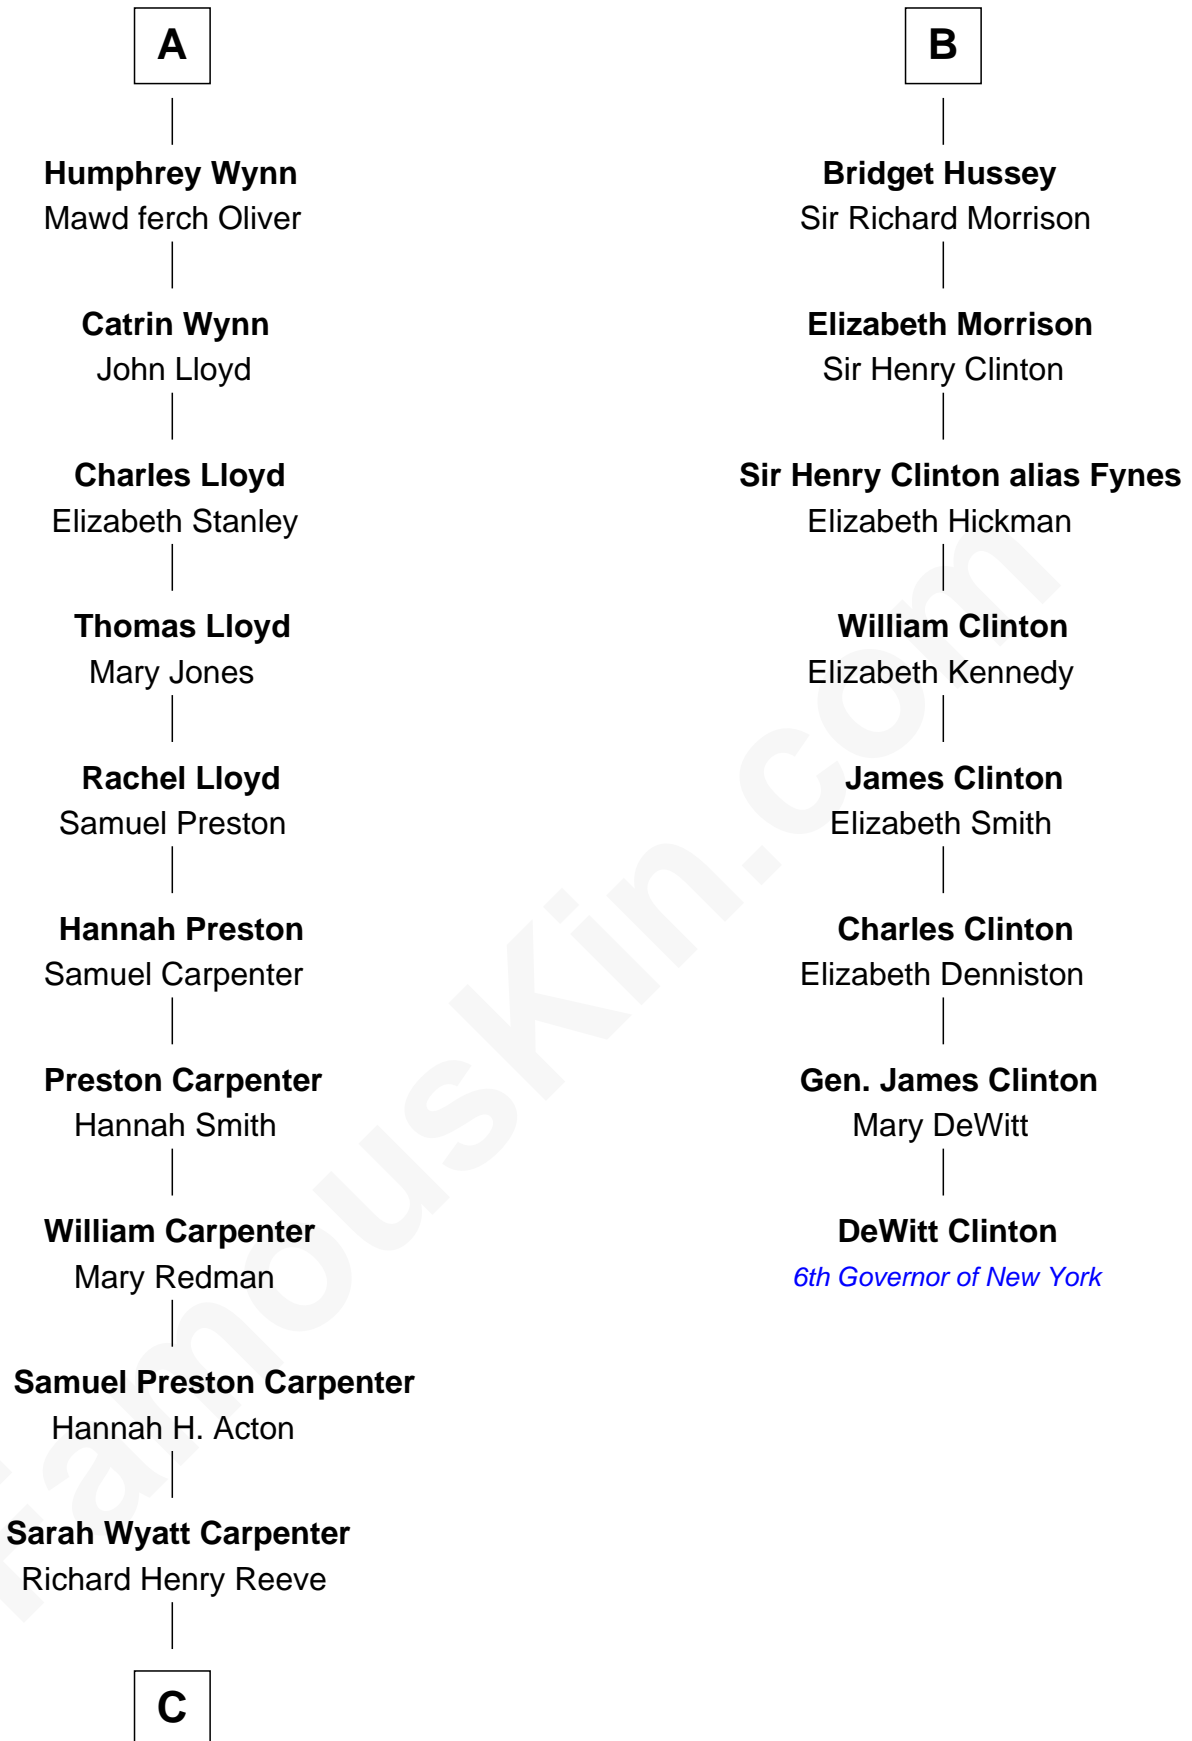 A
Humphrey Wynn
Mawd ferch Oliver
Catrin Wynn
John Lloyd
Charles Lloyd
Elizabeth Stanley
Thomas Lloyd
Mary Jones
Rachel Lloyd
Samuel Preston
Hannah Preston
Samuel Carpenter
Preston Carpenter
Hannah Smith
William Carpenter
Mary Redman
Samuel Preston Carpenter
Hannah H. Acton
Sarah Wyatt Carpenter
Richard Henry Reeve
C
B
Bridget Hussey
Sir Richard Morrison
Elizabeth Morrison
Sir Henry Clinton
Sir Henry Clinton alias Fynes
Elizabeth Hickman
William Clinton
Elizabeth Kennedy
James Clinton
Elizabeth Smith
Charles Clinton
Elizabeth Denniston
Gen. James Clinton
Mary DeWitt
DeWitt Clinton
6th Governor of New York
FamousKin.com